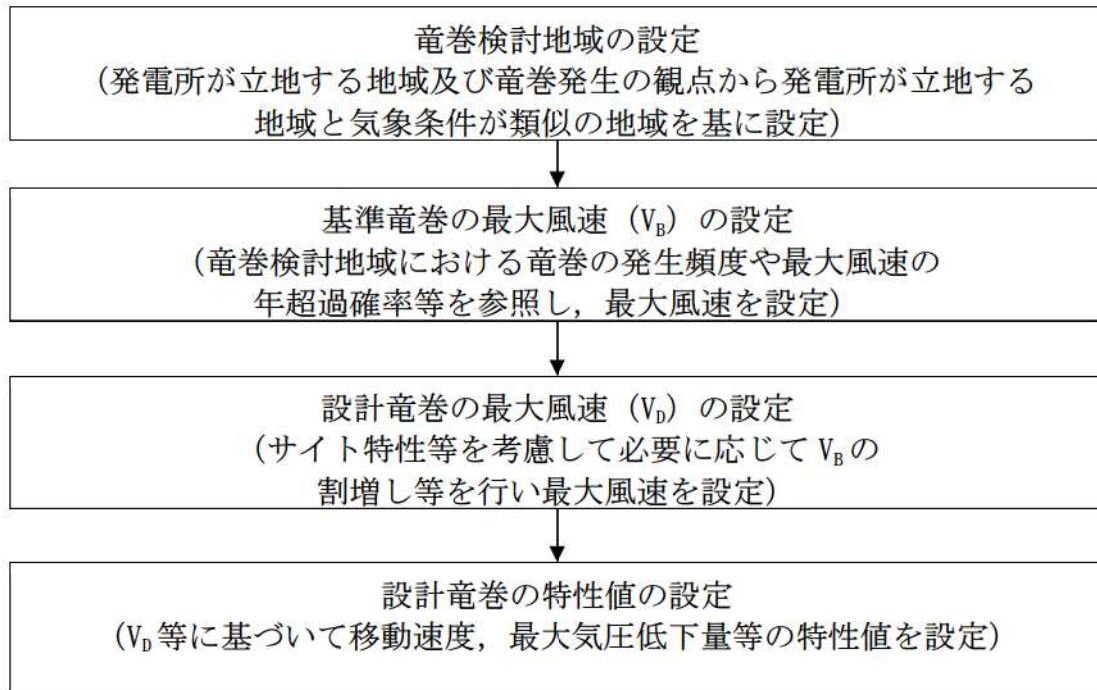 竜巻検討地域の設定
(発電所が立地する地域及び竜巻発生の観点から発電所が立地する
地域と気象条件が類似の地域を基に設定)
基準竜巻の最大風速 (VB) の設定
(竜巻検討地域における竜巻の発生頻度や最大風速の
年超過確率等を参照し，最大風速を設定)
設計竜巻の最大風速 (VD) の設定
(サイト特性等を考慮して必要に応じて VB の
割増し等を行い最大風速を設定)
設計竜巻の特性値の設定
(VD 等に基づいて移動速度，最大気圧低下量等の特性値を設定)